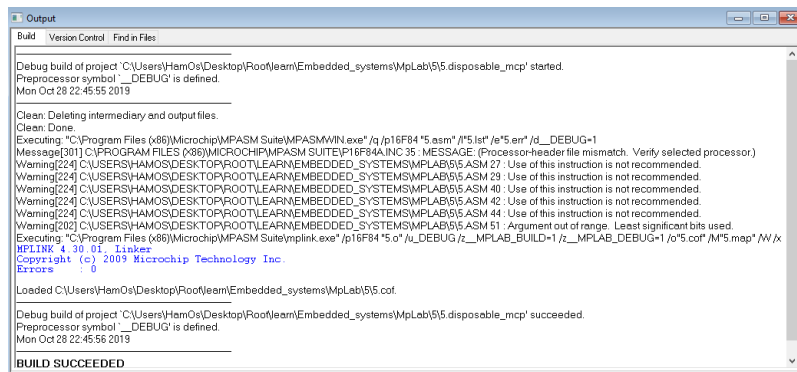 Output
Build Version Control Find in Files
Debug build of project `C:\Users\HamOs\Desktop\Root\learn\Embedded_systems\MpLab\5\5.disposable_mcp' started.
Preprocessor symbol `__DEBUG' is defined.
Mon Oct 28 22:45:55 2019
Clean: Deleting intermediary and output files.
Clean: Done.
Executing: "C:\Program Files (x86)\Microchip\MPASM Suite\MPASMWIN.exe" /q /p16F84 "5.asm" /l"5.lst" /e"5.err" /d__DEBUG=1
Message[301] C:\PROGRAM FILES (X86)\MICROCHIP\MPASM SUITE\P16F84A.INC 35 : MESSAGE: (Processor-header file mismatch. Verify selected processor.)
Warning[224] C:\USERS\HAMOS\DESKTOP\ROOT\LEARN\EMBEDDED_SYSTEMS\MPLAB\5\5.ASM 27 : Use of this instruction is not recommended.
Warning[224] C:\USERS\HAMOS\DESKTOP\ROOT\LEARN\EMBEDDED_SYSTEMS\MPLAB\5\5.ASM 29 : Use of this instruction is not recommended.
Warning[224] C:\USERS\HAMOS\DESKTOP\ROOT\LEARN\EMBEDDED_SYSTEMS\MPLAB\5\5.ASM 40 : Use of this instruction is not recommended.
Warning[224] C:\USERS\HAMOS\DESKTOP\ROOT\LEARN\EMBEDDED_SYSTEMS\MPLAB\5\5.ASM 42 : Use of this instruction is not recommended.
Warning[224] C:\USERS\HAMOS\DESKTOP\ROOT\LEARN\EMBEDDED_SYSTEMS\MPLAB\5\5.ASM 44 : Use of this instruction is not recommended.
Warning[202] C:\USERS\HAMOS\DESKTOP\ROOT\LEARN\EMBEDDED_SYSTEMS\MPLAB\5\5.ASM 51 : Argument out of range. Least significant bits used.
Executing: "C:\Program Files (x86)\Microchip\MPASM Suite\mplink.exe" /p16F84 "5.o" /u_DEBUG /z__MPLAB_BUILD=1 /z__MPLAB_DEBUG=1 /o"5.cof" /M"5.map" /W /x
MPLINK 4.30.01, Linker
Copyright (c) 2009 Microchip Technology Inc.
Errors : 0
Loaded C:\Users\HamOs\Desktop\Root\learn\Embedded_systems\MpLab\5\5.cof.
Debug build of project `C:\Users\HamOs\Desktop\Root\learn\Embedded_systems\MpLab\5\5.disposable_mcp' succeeded.
Preprocessor symbol `__DEBUG' is defined.
Mon Oct 28 22:45:56 2019
BUILD SUCCEEDED